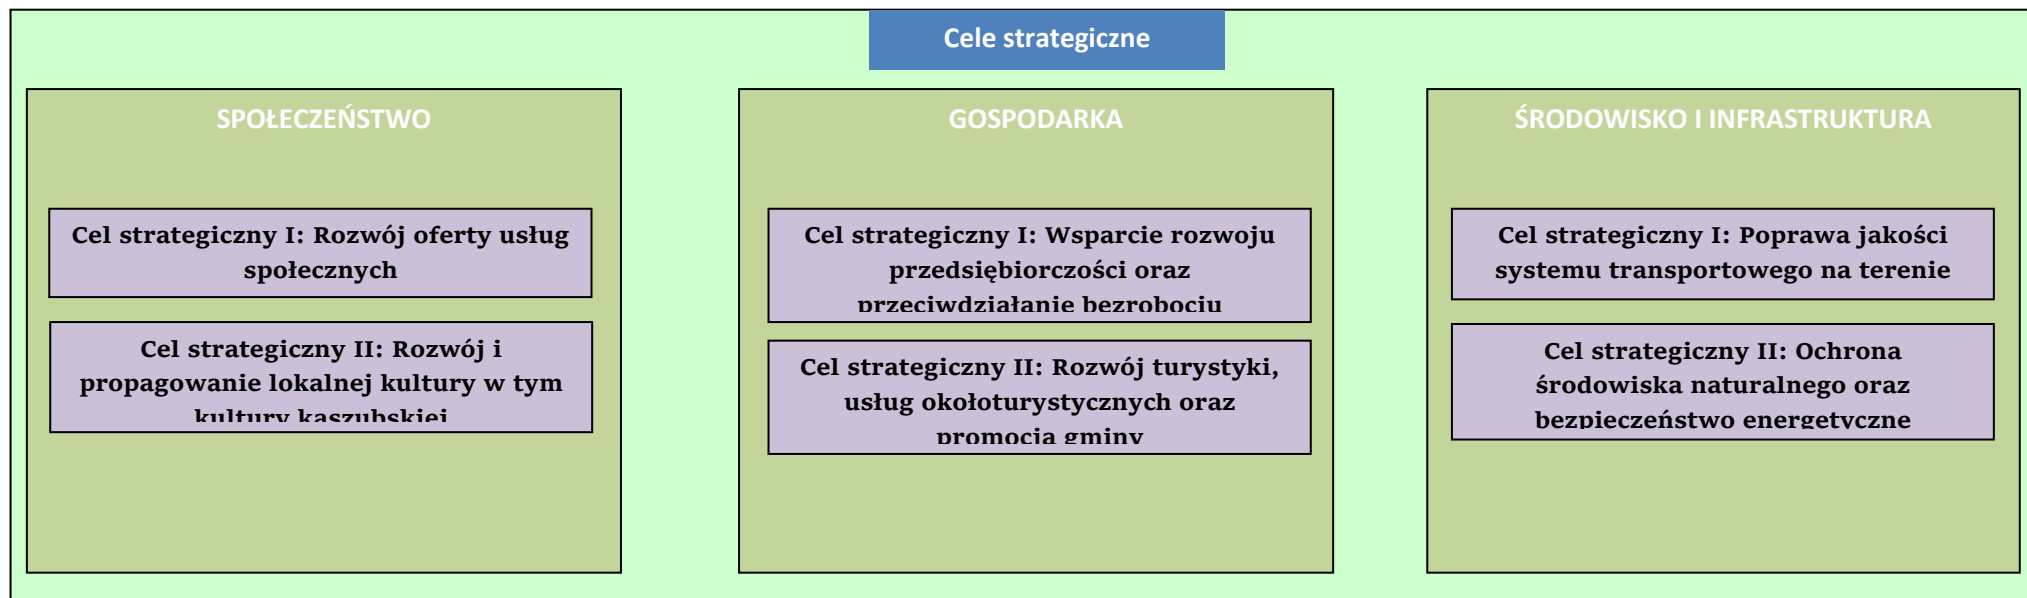 Cele strategiczne
SPOŁECZEŃSTWO
Cel strategiczny I: Rozwój oferty usług
społecznych
Cel strategiczny II: Rozwój i
propagowanie lokalnej kultury w tym
kultury kaszubskiej
GOSPODARKA
Cel strategiczny I: Wsparcie rozwoju
przedsiębiorczości oraz
przeciwdziałanie bezrobociu
Cel strategiczny II: Rozwój turystyki,
usług okołoturystycznych oraz
promocja gminy
ŚRODOWISKO I INFRASTRUKTURA
Cel strategiczny I: Poprawa jakości
systemu transportowego na terenie
Cel strategiczny II: Ochrona
środowiska naturalnego oraz
bezpieczeństwo energetyczne